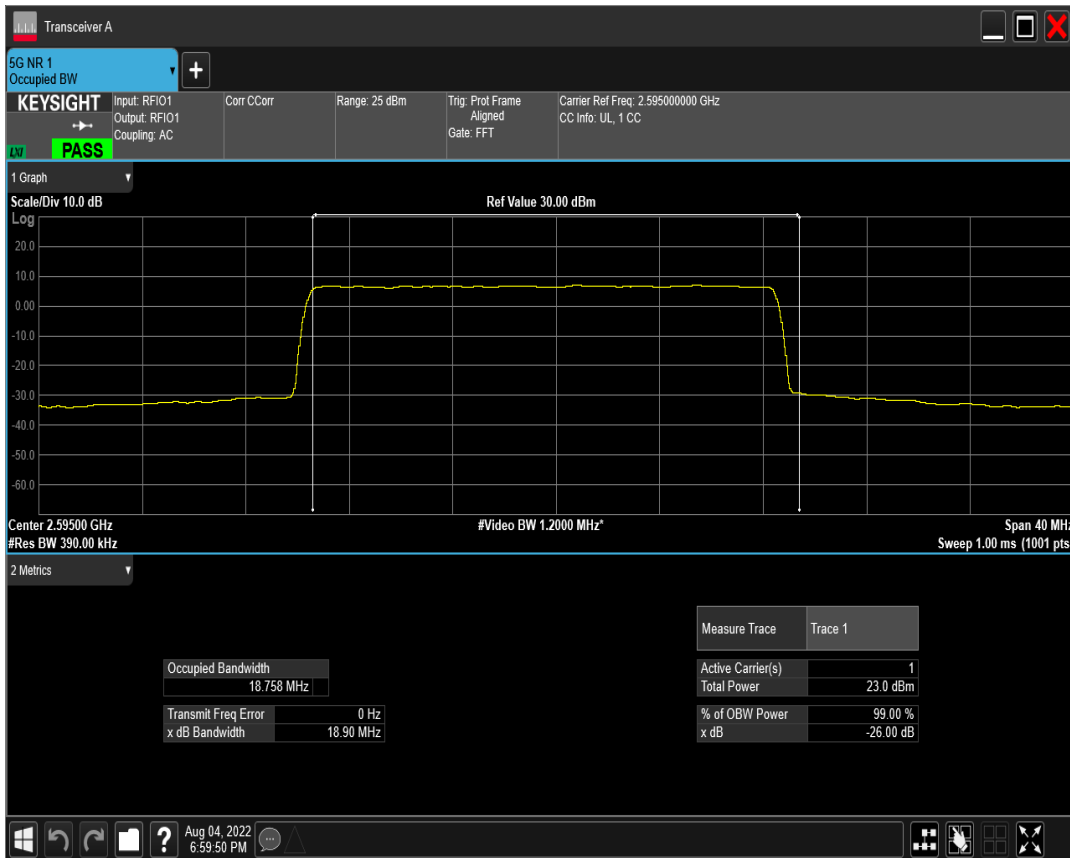 Transceiver A
5G NR 1
Occupied BW
+
KEYSIGHT
LXI
PASS
Input: RFIO1
Output: RFIO1
Coupling: AC
Corr CCorr
Range: 25 dBm
Trig: Prot Frame
Aligned
Gate: FFT
Carrier Ref Freq: 2.595000000 GHz
CC Info: UL, 1 CC
1 Graph
Scale/Div 10.0 dB
Ref Value 30.00 dBm
Log
20.0
10.0
0.00
-10.0
-20.0
-30.0
-40.0
-50.0
-60.0
Center 2.59500 GHz
#Video BW 1.2000 MHz*
Span 40 MHz
#Res BW 390.00 kHz
Sweep 1.00 ms (1001 pts
2 Metrics
Measure Trace Trace 1
Occupied Bandwidth
18.758 MHz
Active Carrier(s) 1
Total Power 23.0 dBm
Transmit Freq Error 0 Hz
x dB Bandwidth 18.90 MHz
% of OBW Power 99.00 %
x dB -26.00 dB
?
Aug 04, 2022
6:59:50 PM